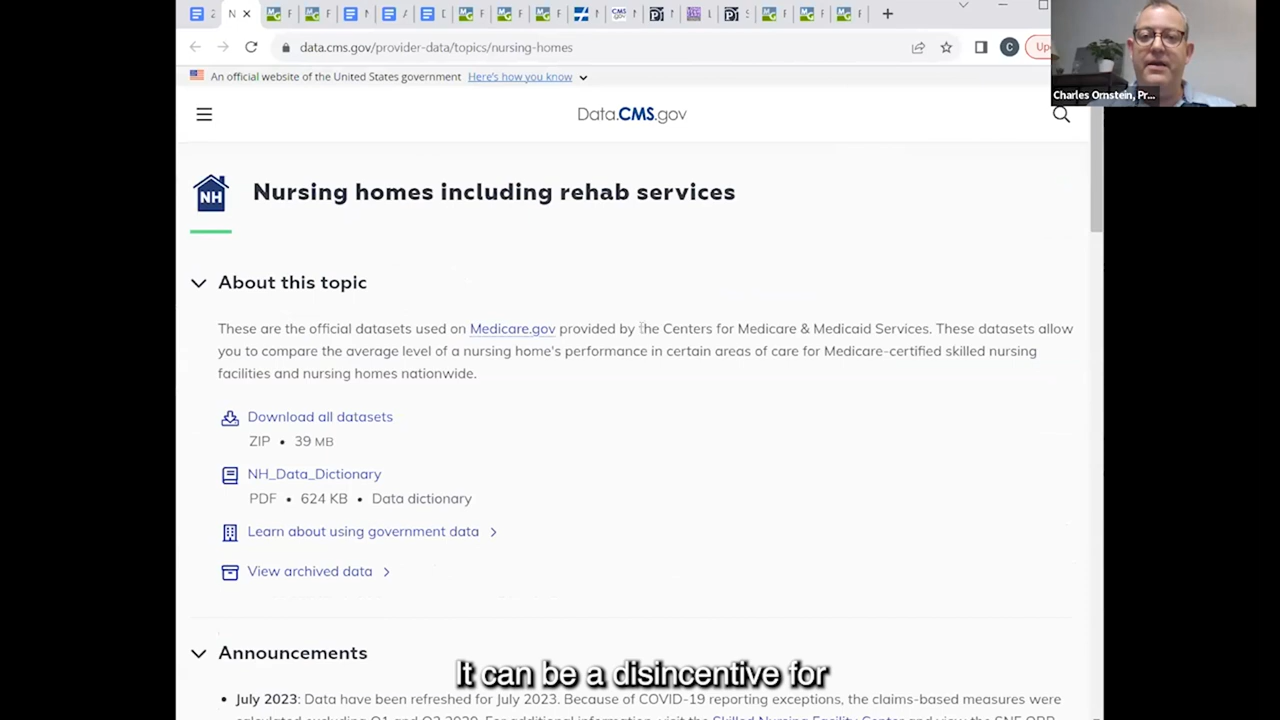 data.cms.gov/provider-data/topics/nursing-homes
C
Charles Ornstein, Pr...
An official website of the United States government Here's how you know
Data.CMS.gov
NH
Nursing homes including rehab services
About this topic
These are the official datasets used on Medicare.gov provided by the Centers for Medicare & Medicaid Services. These datasets allow
you to compare the average level of a nursing home's performance in certain areas of care for Medicare-certified skilled nursing
facilities and nursing homes nationwide.
Download all datasets
ZIP • 39 MB
NH_Data_Dictionary
PDF • 624 KB • Data dictionary
Learn about using government data
View archived data
Announcements
It can be a disincentive for
• July 2023: Data have been refreshed for July 2023. Because of COVID-19 reporting exceptions, the claims-based measures were